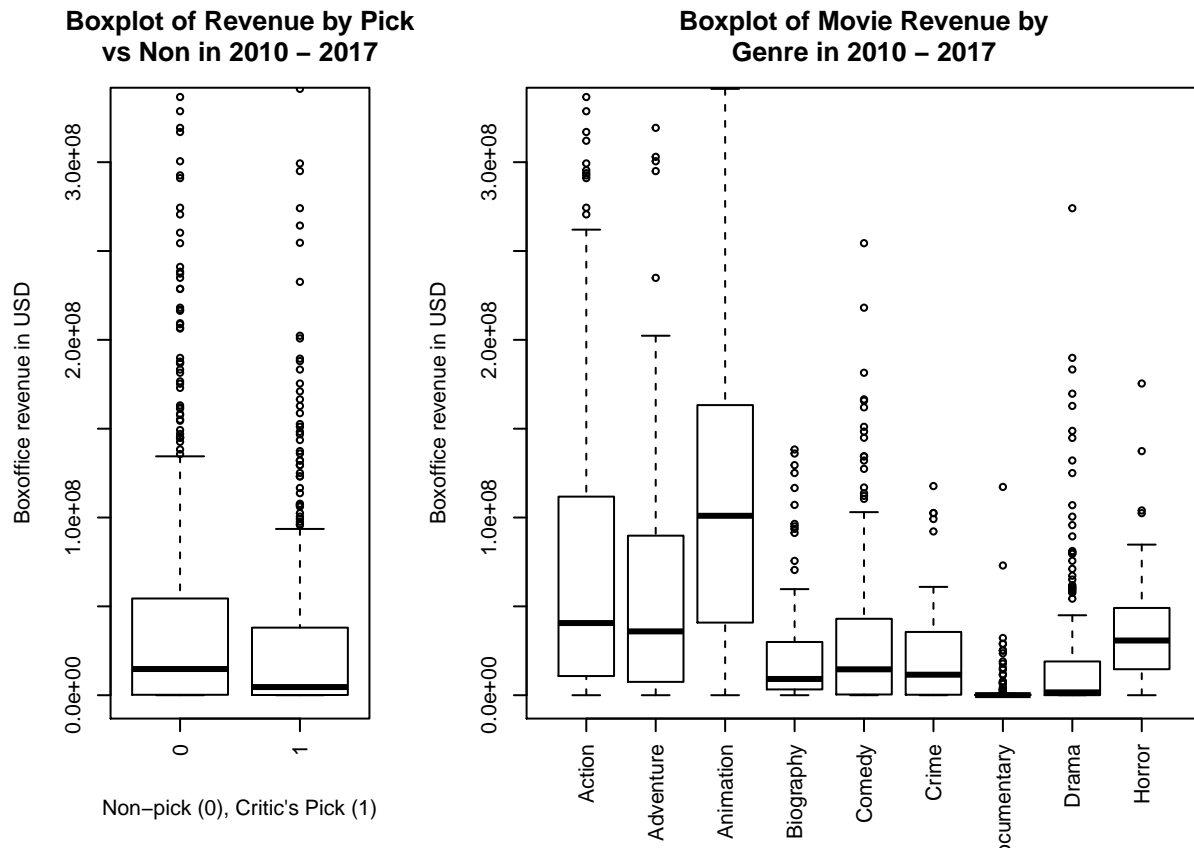 Boxplot of Revenue by Pick
vs Non in 2010 – 2017
Boxoffice revenue in USD
3.0e+08
2.0e+08
1.0e+08
0.0e+00
0
1
Non−pick (0), Critic's Pick (1)
Boxplot of Movie Revenue by
Genre in 2010 – 2017
Boxoffice revenue in USD
3.0e+08
2.0e+08
1.0e+08
0.0e+00
Action
Adventure
Animation
Biography
Comedy
Crime
ocumentary
Drama
Horror